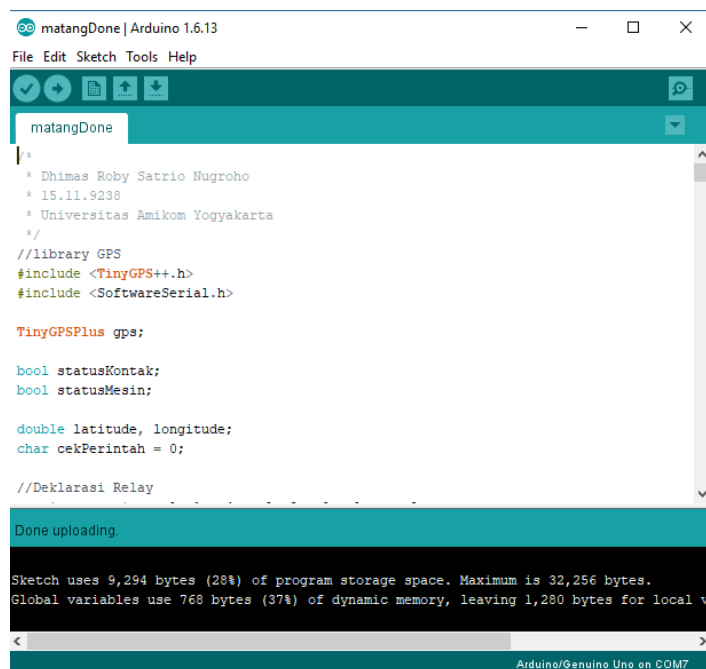 matangDone | Arduino 1.6.13
File Edit Sketch Tools Help
matangDone
/*
* Dhimas Roby Satrio Nugroho
* 15.11.9238
* Universitas Amikom Yogyakarta
*/
//library GPS
#include <TinyGPS++.h>
#include <SoftwareSerial.h>
TinyGPSPlus gps;
bool statusKontak;
bool statusMesin;
double latitude, longitude;
char cekPerintah = 0;
//Deklarasi Relay
Done uploading.
Sketch uses 9,294 bytes (28%) of program storage space. Maximum is 32,256 bytes.
Global variables use 768 bytes (37%) of dynamic memory, leaving 1,280 bytes for local v
Arduino/Genuino Uno on COM7